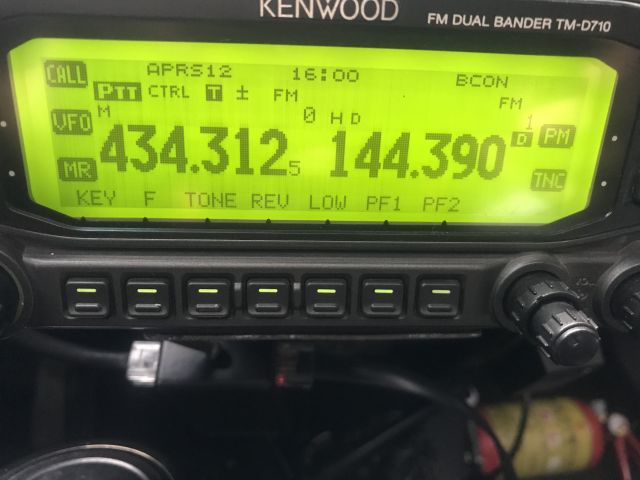 KENWOOD
FM DUAL BANDER TM-D710
CALL APRS12 16:00 BCON
PTT CTRL T ± FM FM
VFO M 0 H D 1
434.3125 144.390 D PM
MR TNC
KEY F TONE REV LOW PF1 PF2